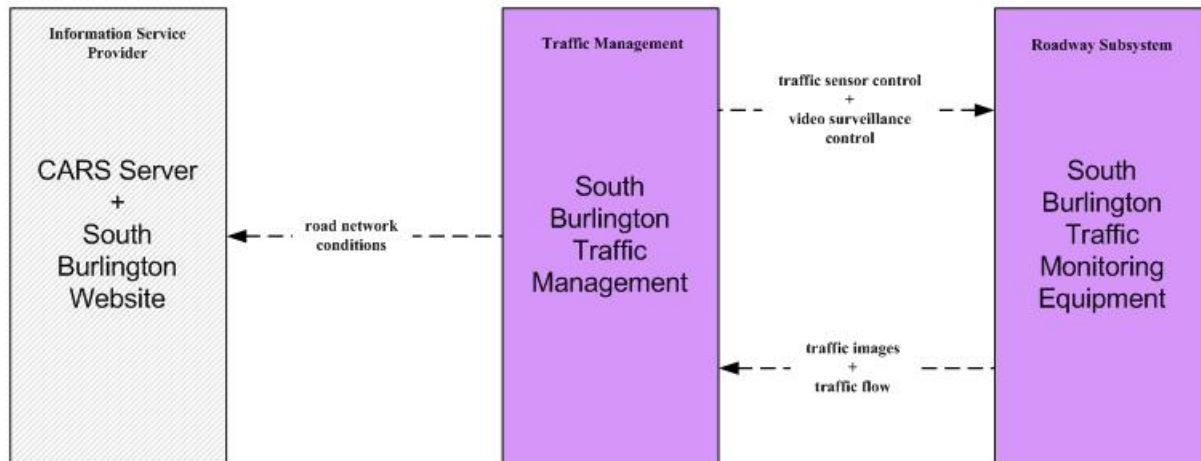 Information Service
Provider
CARS Server
+
South
Burlington
Website
road network
conditions
Traffic Management
South
Burlington
Traffic
Management
traffic sensor control
+
video surveillance
control
traffic images
+
traffic flow
Roadway Subsystem
South
Burlington
Traffic
Monitoring
Equipment